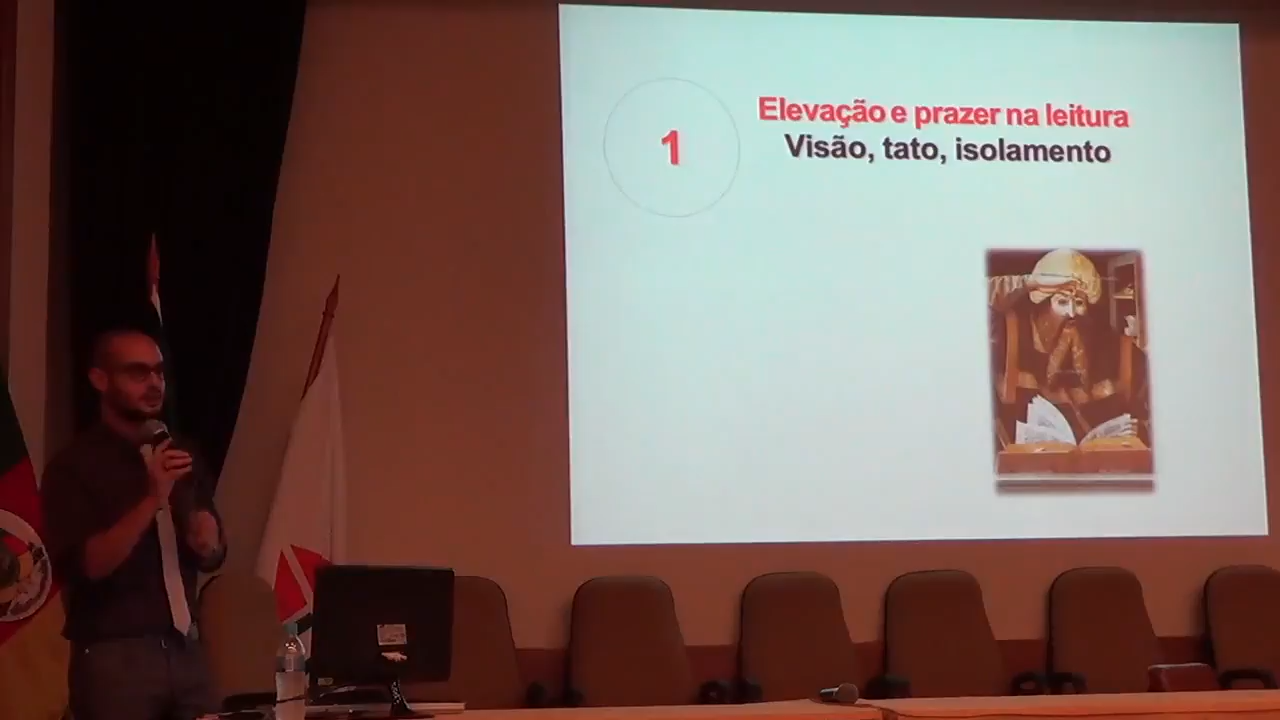 1
Elevação e prazer na leitura
Visão, tato, isolamento